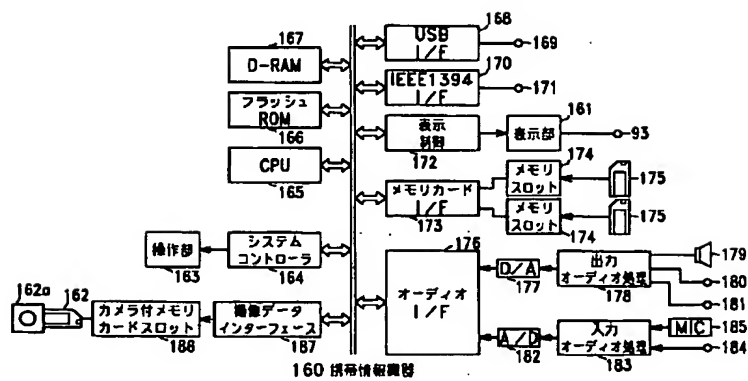 167
D-RAM
フラッシュ
ROM
166
CPU
165
操作部
163
システム
コントローラ
164
162a
162
カメラ付メモリ
カードスロット
188
撮像データ
インターフェース
187
168
USB
I/F
169
170
IEEE1394
I/F
171
表示
制御
172
161
表示部
93
メモリカード
I/F
173
174
メモリ
スロット
175
メモリ
スロット
174
175
176
オーディオ
I/F
D/A
177
出力
オーディオ処理
178
179
180
181
A/D
182
入力
オーディオ処理
183
MIC
185
184
160 携帯情報機器